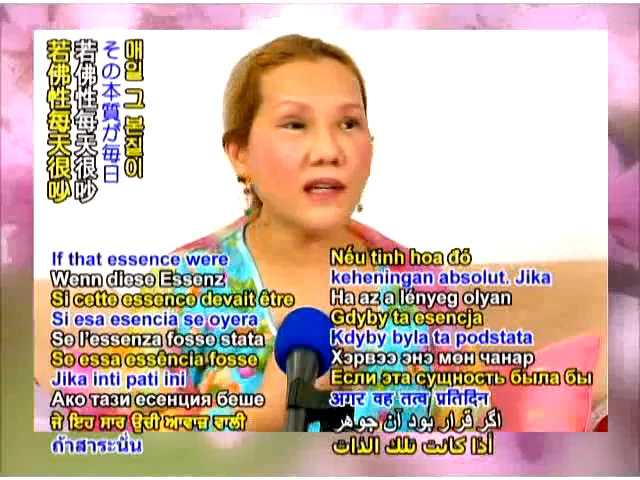 매일 그 본질이
その本質が毎日
若佛性每天很吵
若佛性每天很吵
If that essence were
Wenn diese Essenz
Si cette essence devait être
Si esa esencia se oyera
Se l'essenza fosse stata
Se essa essência fosse
Jika inti pati ini
Ако тази есенция беше
ਜੇ ਇਹ ਸਾਰ ਉਚੀ ਆਵਾਜ਼ ਵਾਲੀ
ถ้าสาระนั่น
Nếu tinh hoa đó
keheningan absolut. Jika
Ha az a lényeg olyan
Gdyby ta esencja
Kdyby byla ta podstata
Хэрвээ энэ мөн чанар
Если эта сущность была бы
अगर वह तत्व प्रतिदिन
اگر قرار بود آن جوهر
أذا كانت تلك الذات